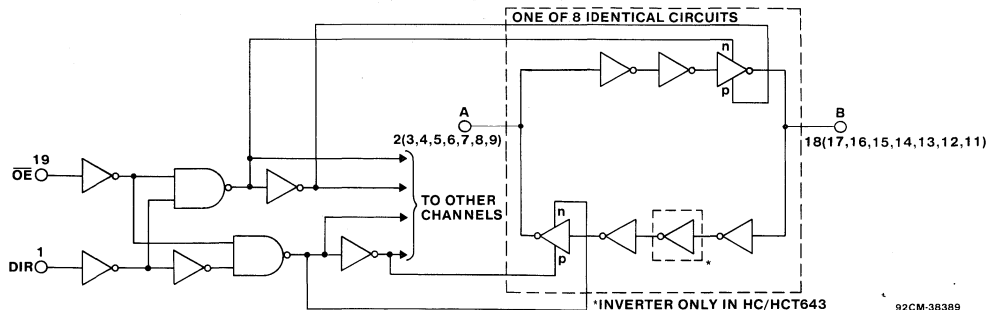 ONE OF 8 IDENTICAL CIRCUITS
n
p
A
B
2(3,4,5,6,7,8,9)
18(17,16,15,14,13,12,11)
19
OE
TO OTHER
CHANNELS
n
p
1
DIR
*
*INVERTER ONLY IN HC/HCT643
92CM-38389